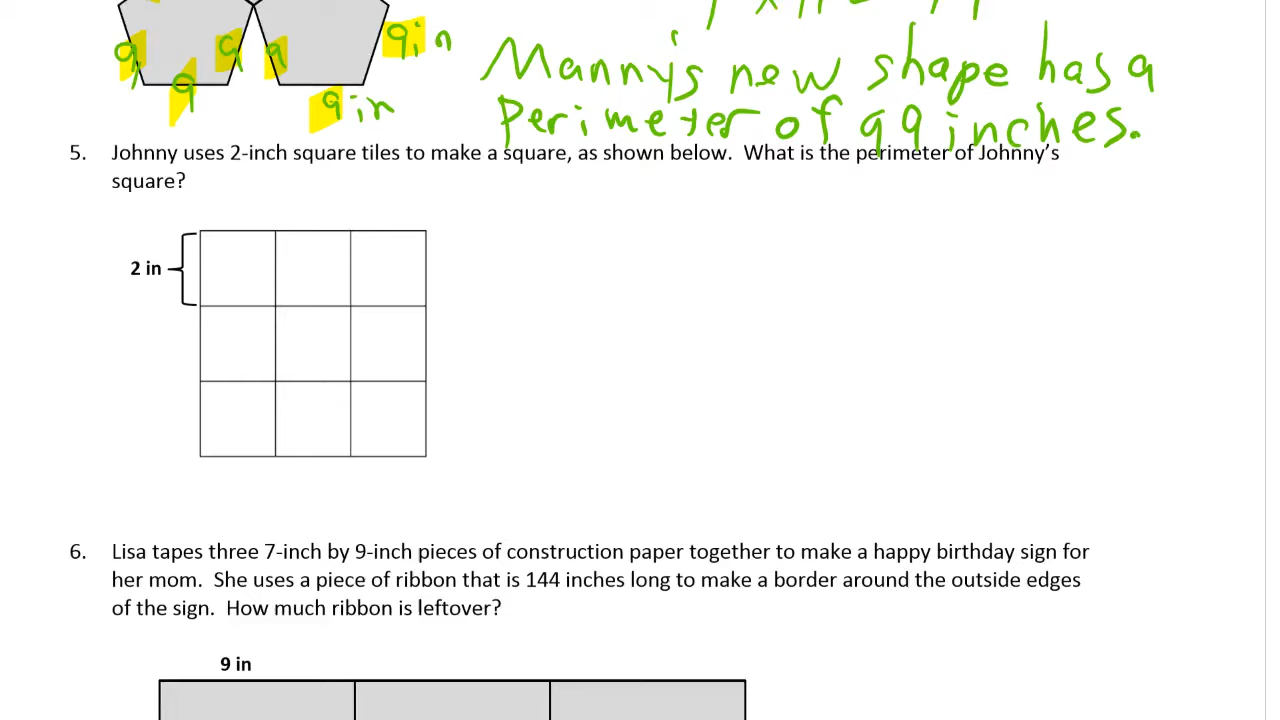 9 9 9 9 in
9 9 in
Manny's new shape has a
Perimeter of 99 inches.
5. Johnny uses 2-inch square tiles to make a square, as shown below. What is the perimeter of Johnny's
square?
2 in
6. Lisa tapes three 7-inch by 9-inch pieces of construction paper together to make a happy birthday sign for
her mom. She uses a piece of ribbon that is 144 inches long to make a border around the outside edges
of the sign. How much ribbon is leftover?
9 in